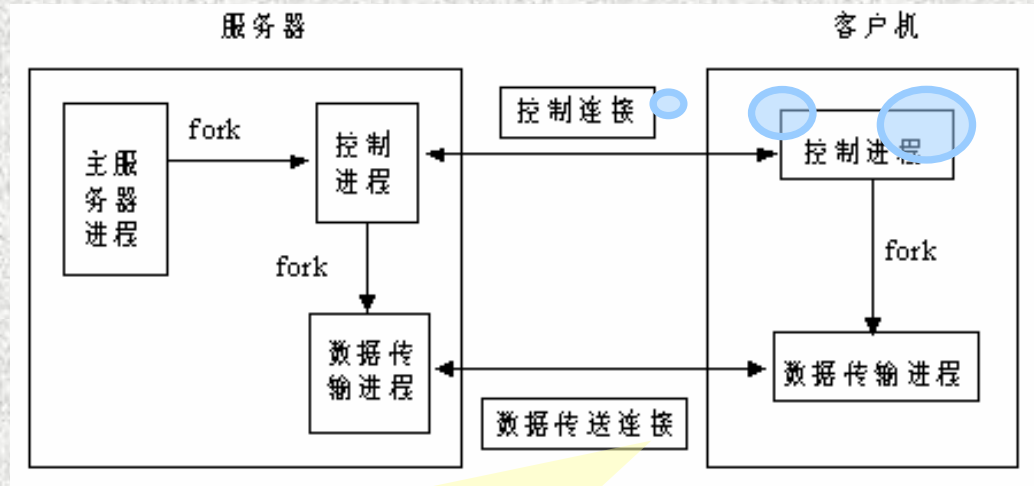 服务器
客户机
主服
务器
进程
fork
控制
进程
控制连接
控制进程
fork
fork
数据传
输进程
数据传输进程
数据传送连接